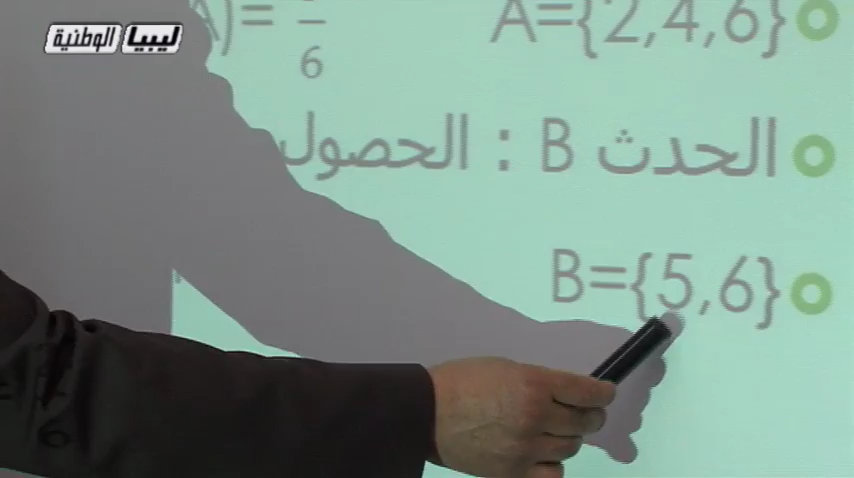 ليبيا الوطنية
A={2,4,6}
)=
6
الحدث B : الحصول
B={5,6}